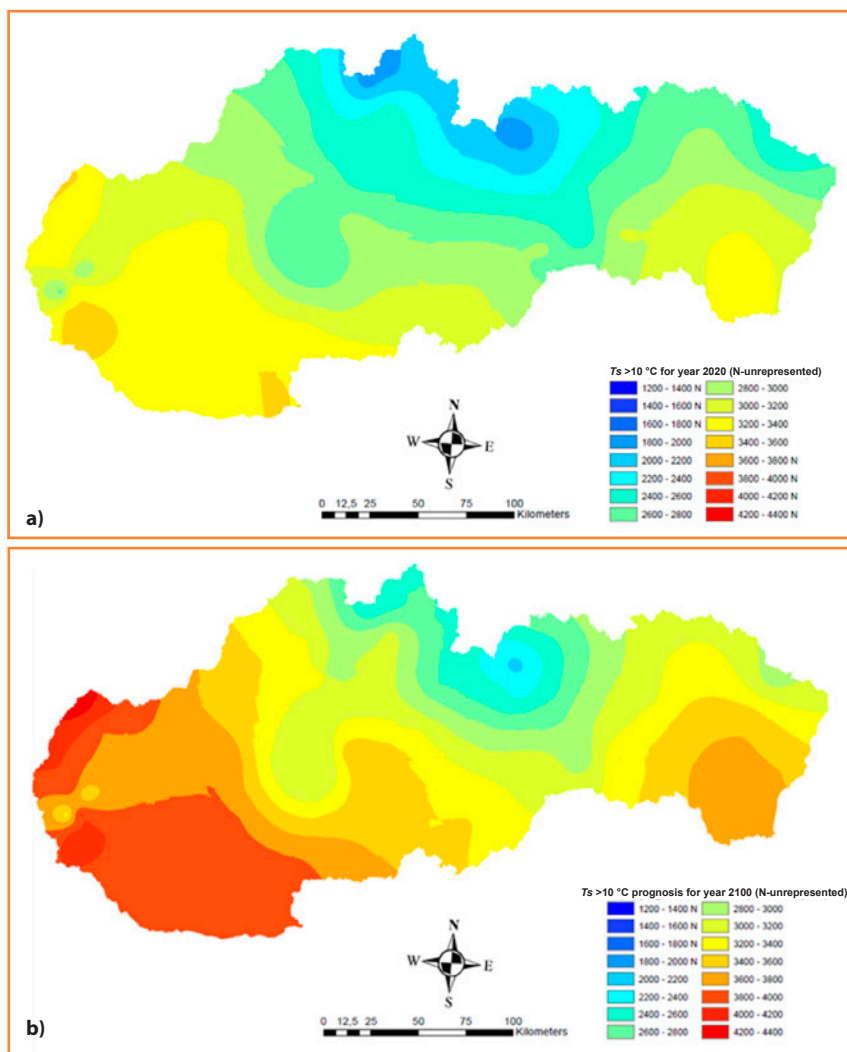 Ts >10 °C for year 2020 (N-unrepresented)
1200 - 1400 N
1400 - 1600 N
1600 - 1800 N
1800 - 2000
2000 - 2200
2200 - 2400
2400 - 2600
2600 - 2800
2800 - 3000
3000 - 3200
3200 - 3400
3400 - 3600
3600 - 3800 N
3800 - 4000 N
4000 - 4200 N
4200 - 4400 N
N
W E
S
0 12,5 25 50 75 100
Kilometers
a)
Ts >10 °C prognosis for year 2100 (N-unrepresented)
1200 - 1400 N
1400 - 1600 N
1600 - 1800 N
1800 - 2000 N
2000 - 2200
2200 - 2400
2400 - 2600
2600 - 2800
2800 - 3000
3000 - 3200
3200 - 3400
3400 - 3600
3600 - 3800
3800 - 4000
4000 - 4200
4200 - 4400
N
W E
S
0 12,5 25 50 75 100
Kilometers
b)